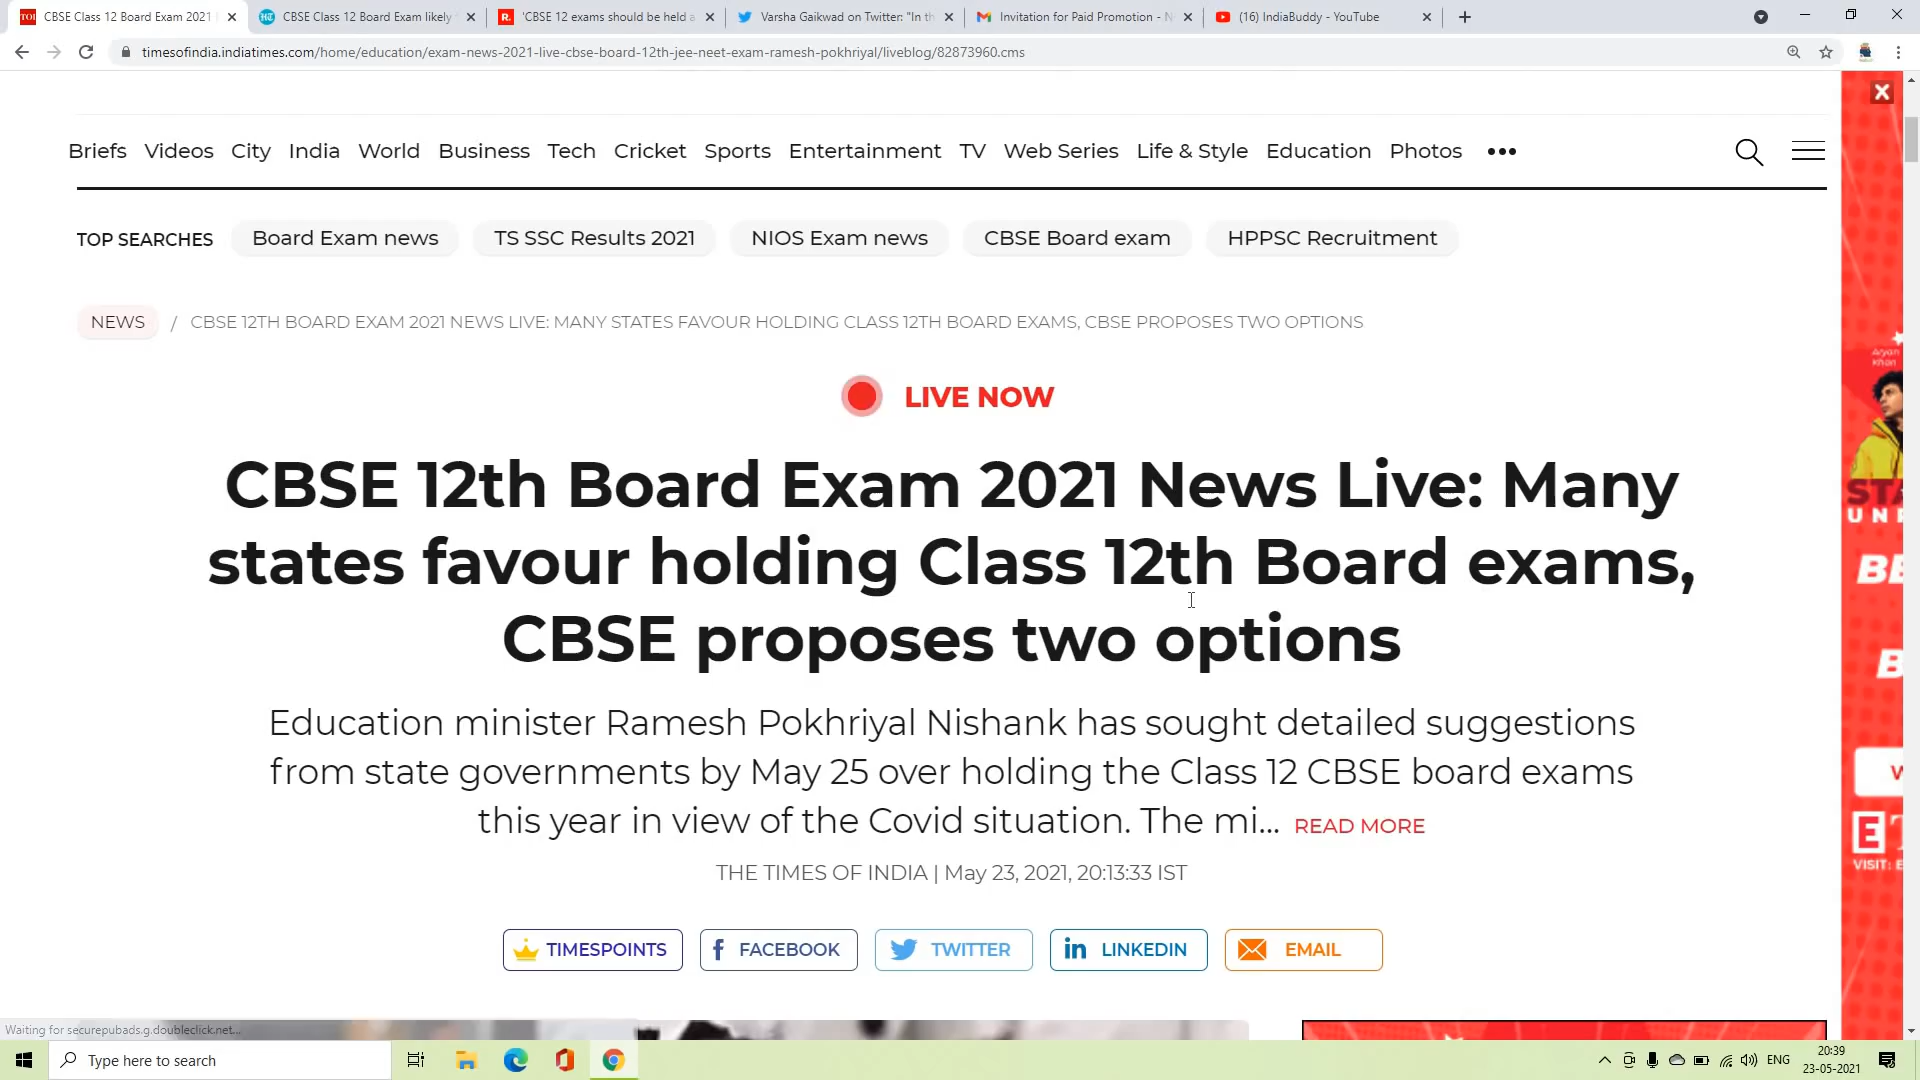 CBSE Class 12 Board Exam 2021
CBSE Class 12 Board Exam likely
'CBSE 12 exams should be held a
Varsha Gaikwad on Twitter: "In th
Invitation for Paid Promotion - N
(16) IndiaBuddy - YouTube
timesofindia.indiatimes.com/home/education/exam-news-2021-live-cbse-board-12th-jee-neet-exam-ramesh-pokhriyal/liveblog/82873960.cms
Briefs Videos City India World Business Tech Cricket Sports Entertainment TV Web Series Life & Style Education Photos •••
TOP SEARCHES Board Exam news TS SSC Results 2021 NIOS Exam news CBSE Board exam HPPSC Recruitment
NEWS / CBSE 12TH BOARD EXAM 2021 NEWS LIVE: MANY STATES FAVOUR HOLDING CLASS 12TH BOARD EXAMS, CBSE PROPOSES TWO OPTIONS
LIVE NOW
CBSE 12th Board Exam 2021 News Live: Many
states favour holding Class 12th Board exams,
CBSE proposes two options
Education minister Ramesh Pokhriyal Nishank has sought detailed suggestions
from state governments by May 25 over holding the Class 12 CBSE board exams
this year in view of the Covid situation. The mi... READ MORE
THE TIMES OF INDIA | May 23, 2021, 20:13:33 IST
TIMESPOINTS FACEBOOK TWITTER LINKEDIN EMAIL
Aryan
Khan
STA
UNR
BE
B
W
ET
VISIT: E
Waiting for securepubads.g.doubleclick.net...
Type here to search
ENG
20:39
23-05-2021